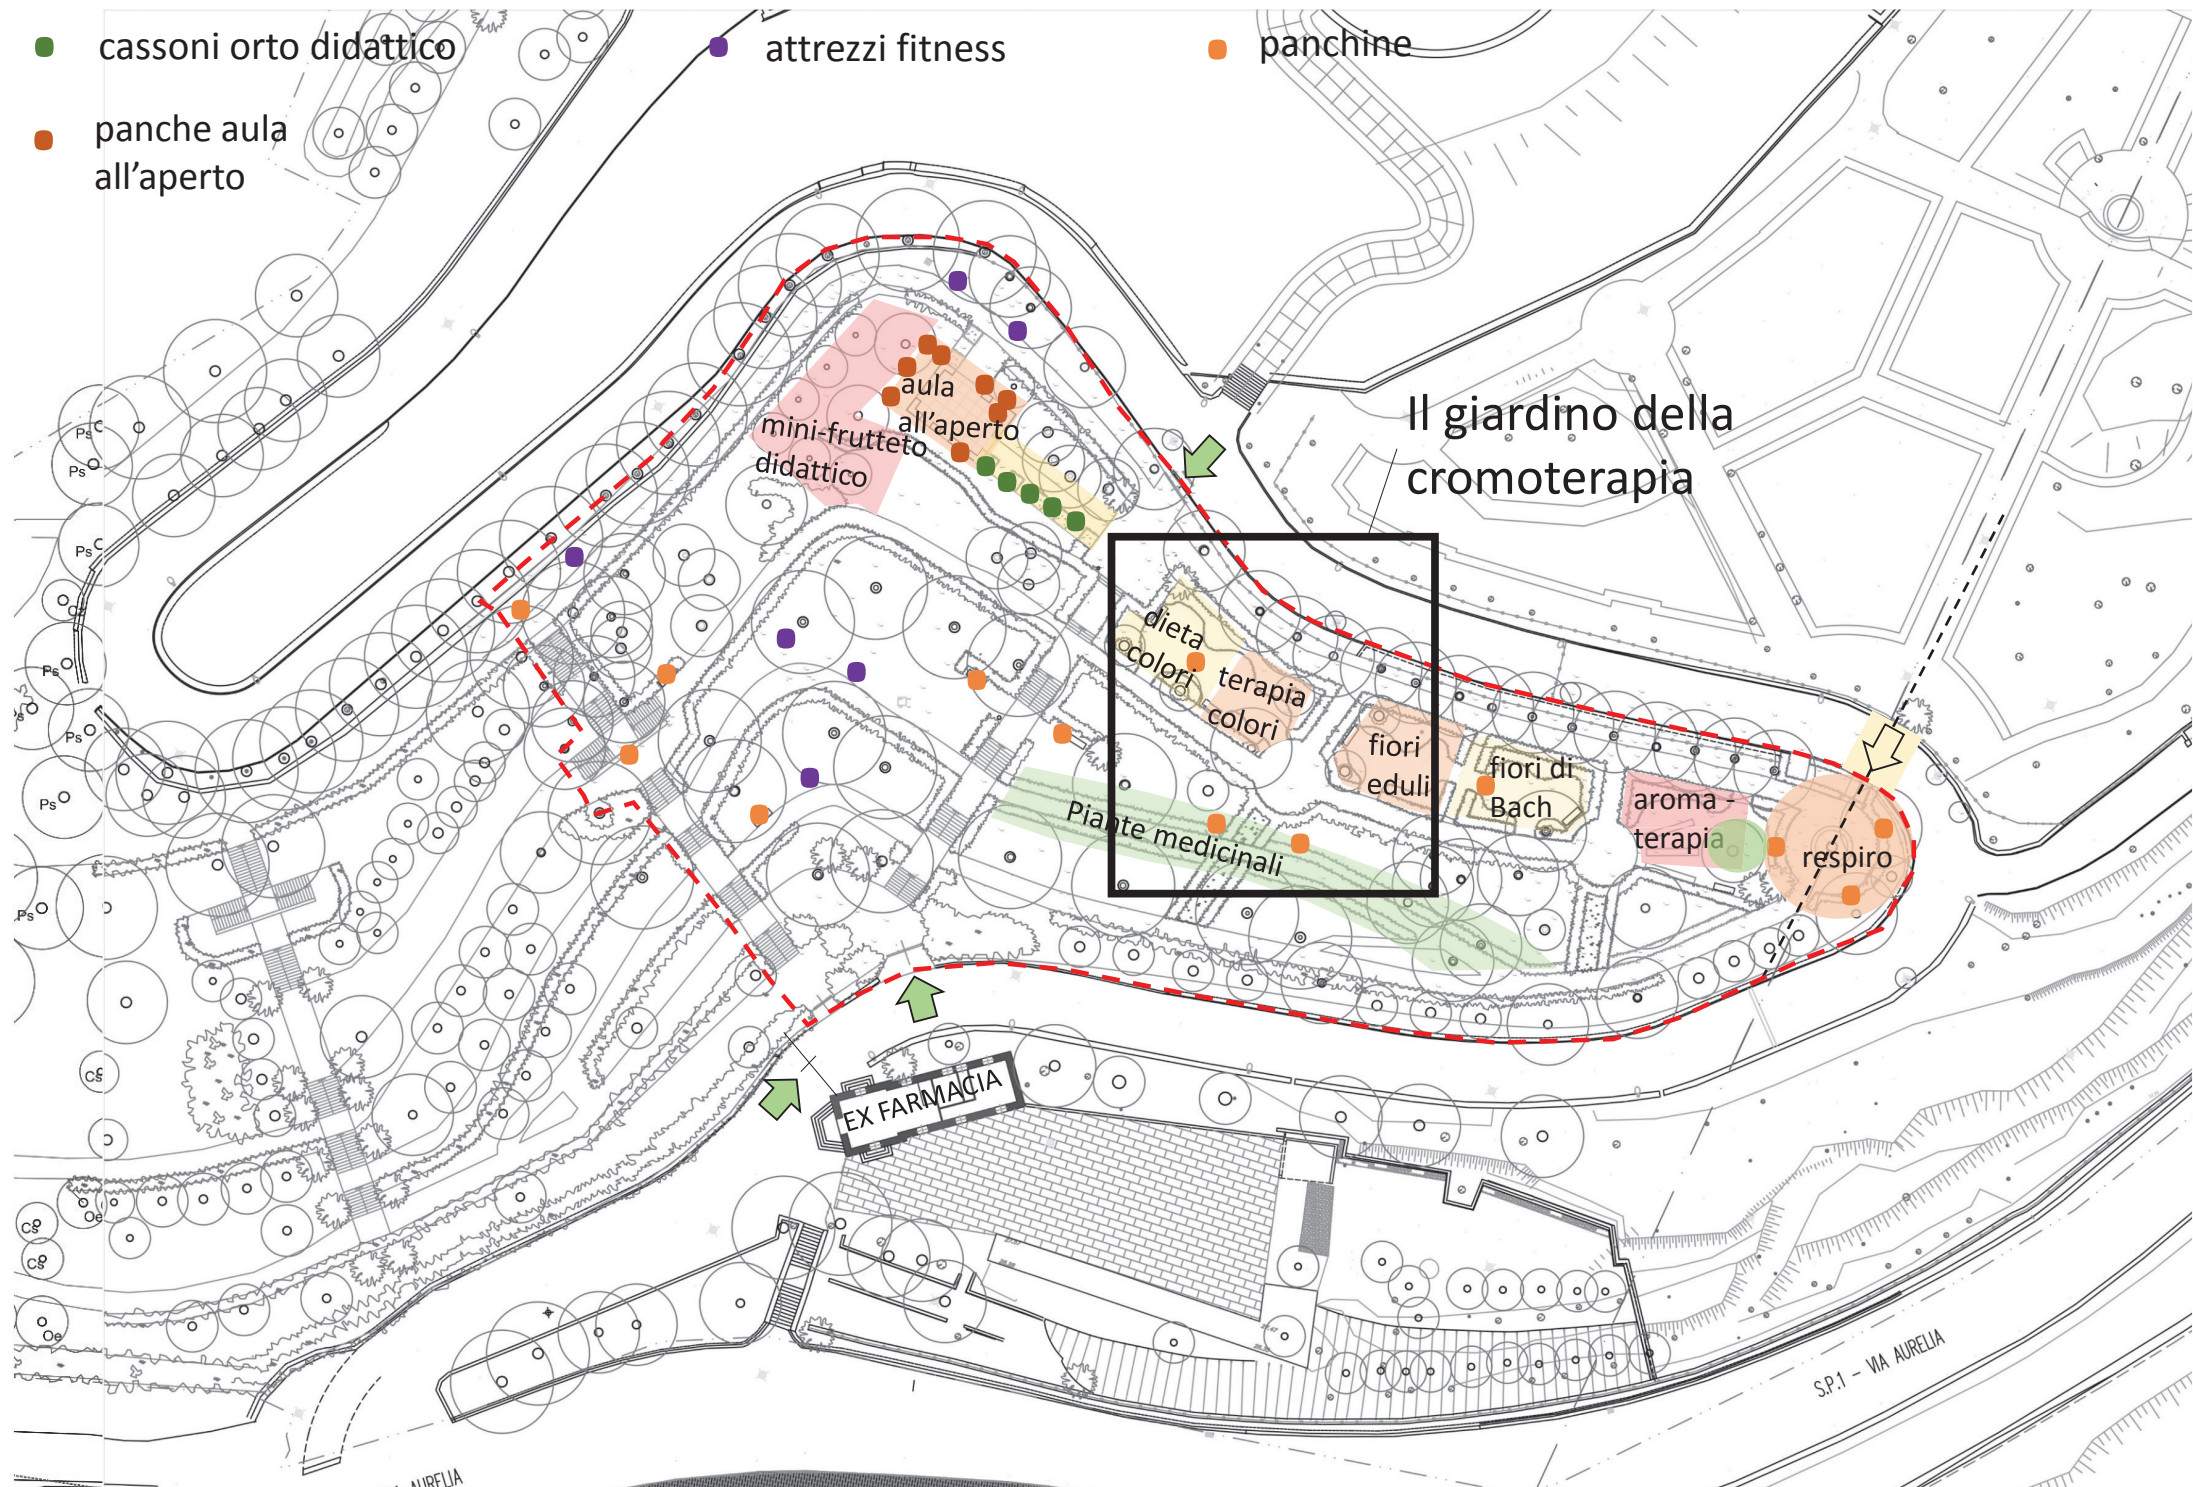 cassoni orto didattico
attrezzi fitness
panchine
panche aula
all'aperto
Il giardino della
cromoterapia
aula
all'aperto
mini-frutteto
didattico
dieta
colori
terapia
colori
fiori
eduli
fiori di
Bach
aroma -
terapia
respiro
Piante medicinali
EX FARMACIA
S.P.1 - VIA AURELIA
AURELIA
Ps
Ps
Ps
Ps
Ps
Ps
Ps
Cs
Cs
Cs
Oe
Oe